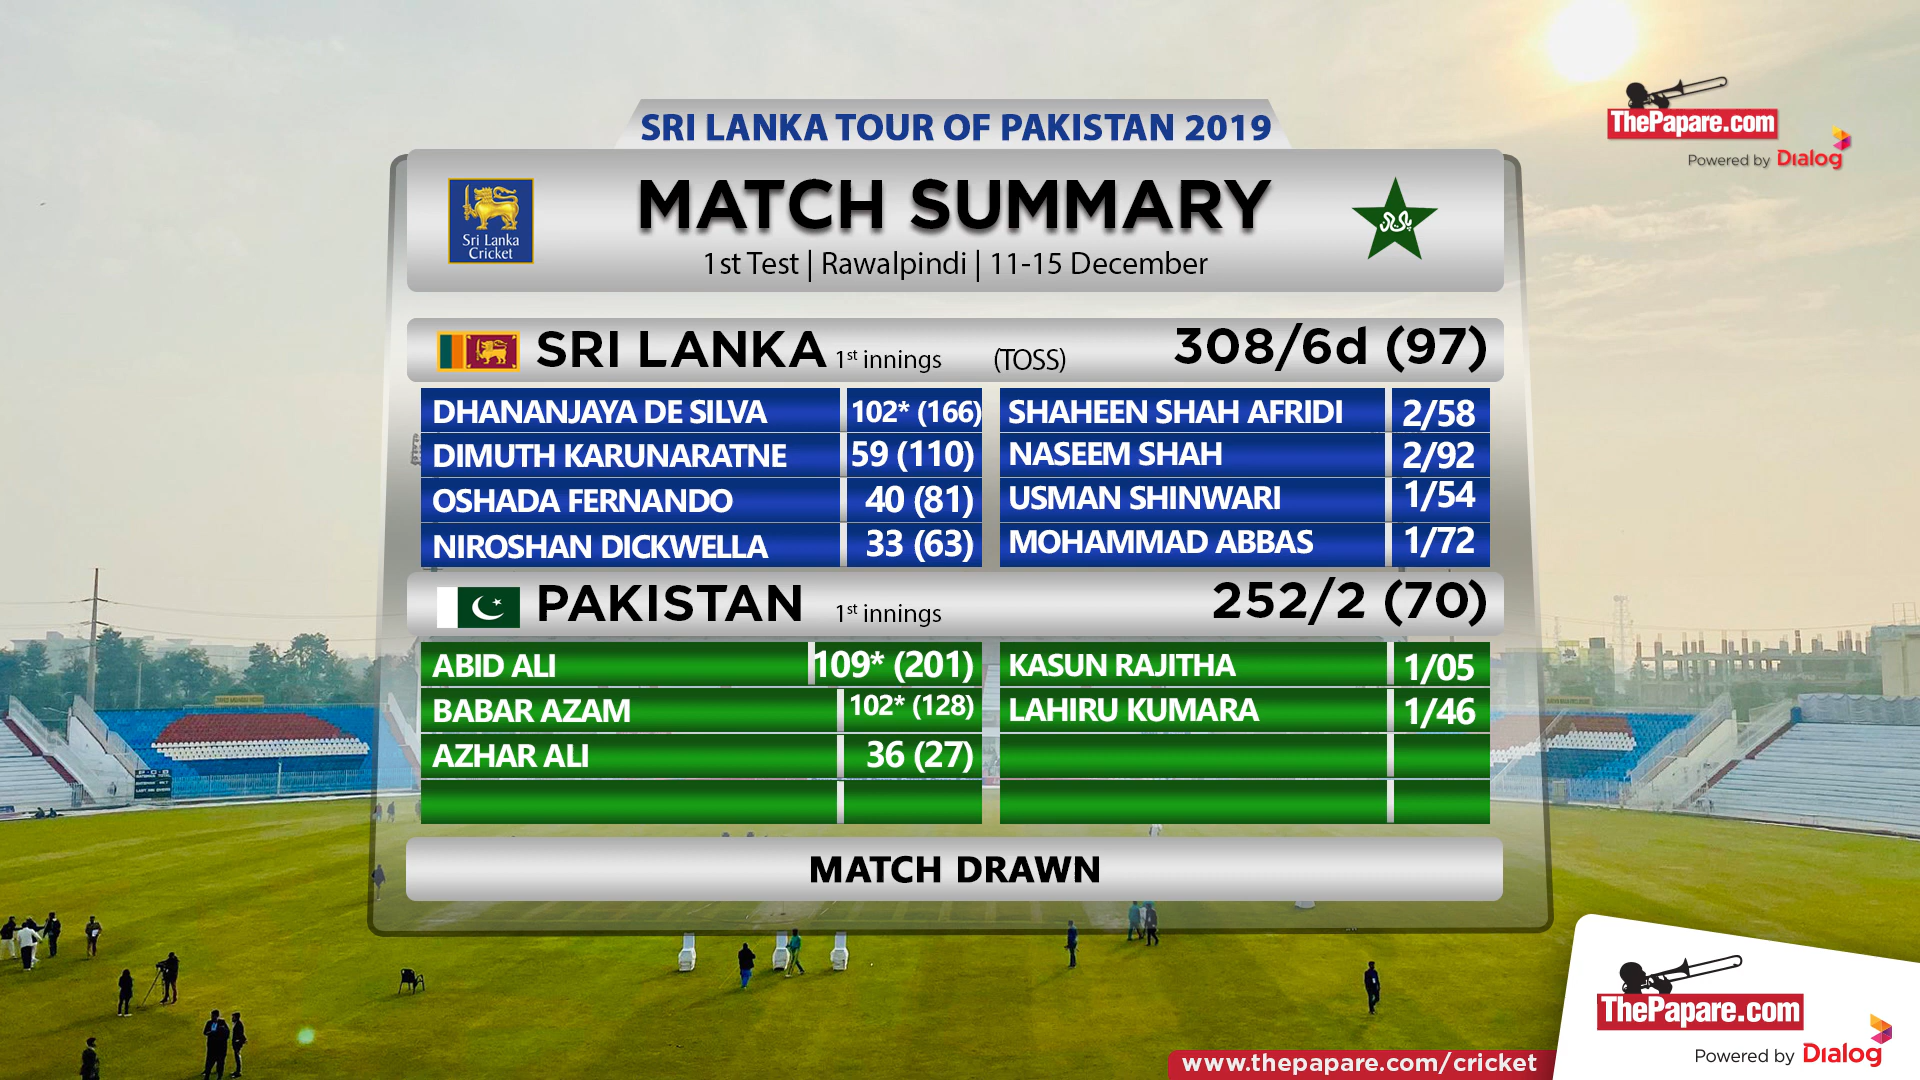 SRI LANKA TOUR OF PAKISTAN 2019
ThePapare.com
Powered by Dialog
MATCH SUMMARY
Sri Lanka
Cricket
1st Test | Rawalpindi | 11-15 December
SRI LANKA 1st innings (TOSS) 308/6d (97)
DHANANJAYA DE SILVA 102* (166) SHAHEEN SHAH AFRIDI 2/58
DIMUTH KARUNARATNE 59 (110) NASEEM SHAH 2/92
OSHADA FERNANDO 40 (81) USMAN SHINWARI 1/54
NIROSHAN DICKWELLA 33 (63) MOHAMMAD ABBAS 1/72
PAKISTAN 1st innings 252/2 (70)
ABID ALI 109* (201) KASUN RAJITHA 1/05
BABAR AZAM 102* (128) LAHIRU KUMARA 1/46
AZHAR ALI 36 (27)
MATCH DRAWN
ThePapare.com
Powered by Dialog
www.thepapare.com/cricket